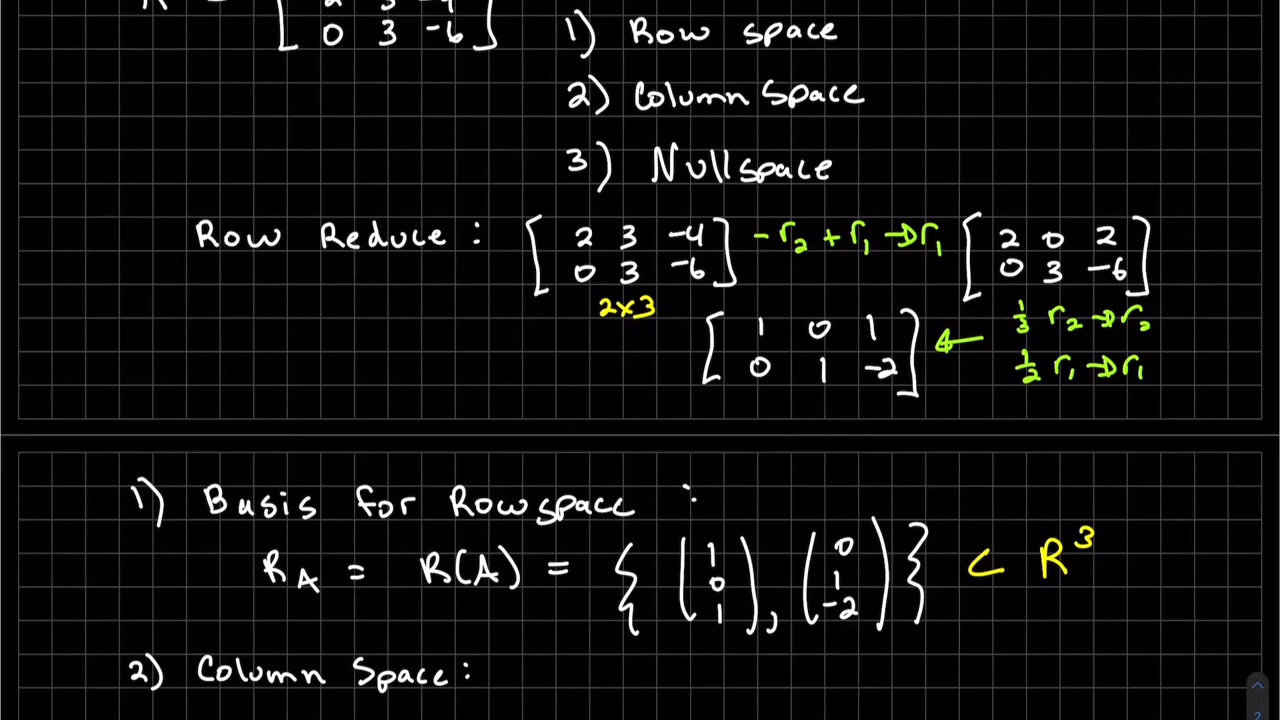 0 3 -6
1) Row space
2) Column Space
3) Nullspace
Row Reduce : [ 2 3 -4 ] -r₂ + r₁ → r₁ [ 2 0 2 ]
[ 0 3 -6 ] [ 0 3 -6 ]
2x3
[ 1 0 1 ] ← 1/3 r₂ → r₂
[ 0 1 -2 ] 1/2 r₁ → r₁
1) Basis for Rowspace :
R_A = R(A) = { ( 1 0 1 ), ( 0 1 -2 ) } ⊂ R³
2) Column Space :
2